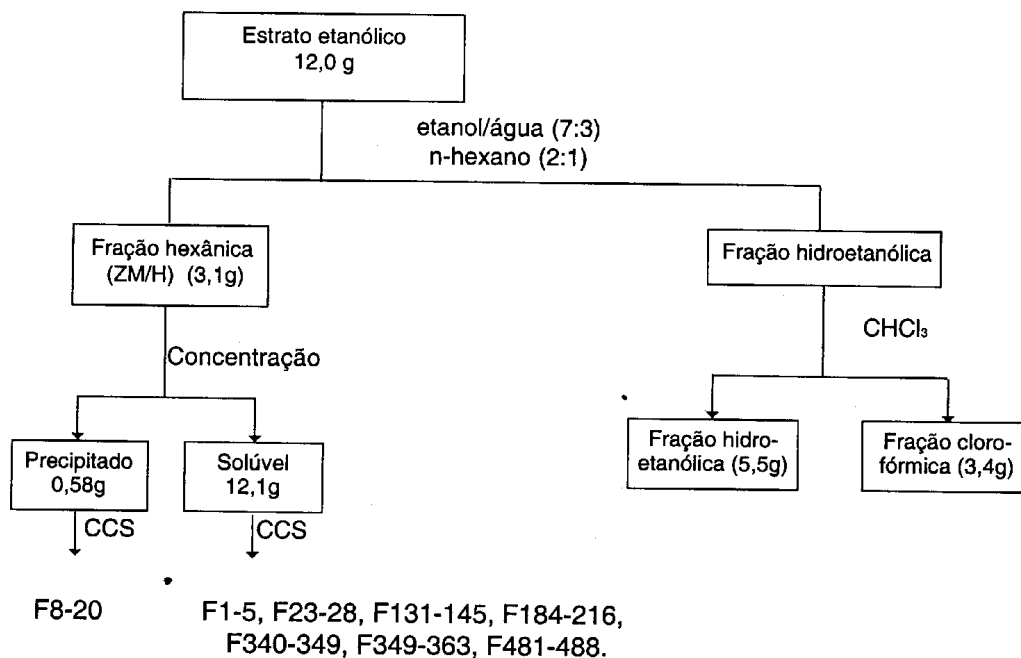 Estrato etanólico
12,0 g
etanol/água (7:3)
n-hexano (2:1)
Fração hexânica
(ZM/H) (3,1g)
Fração hidroetanólica
Concentração
CHCl₃
Precipitado
0,58g
Solúvel
12,1g
Fração hidro-
etanólica (5,5g)
Fração cloro-
fórmica (3,4g)
CCS
CCS
F8-20
F1-5, F23-28, F131-145, F184-216,
F340-349, F349-363, F481-488.